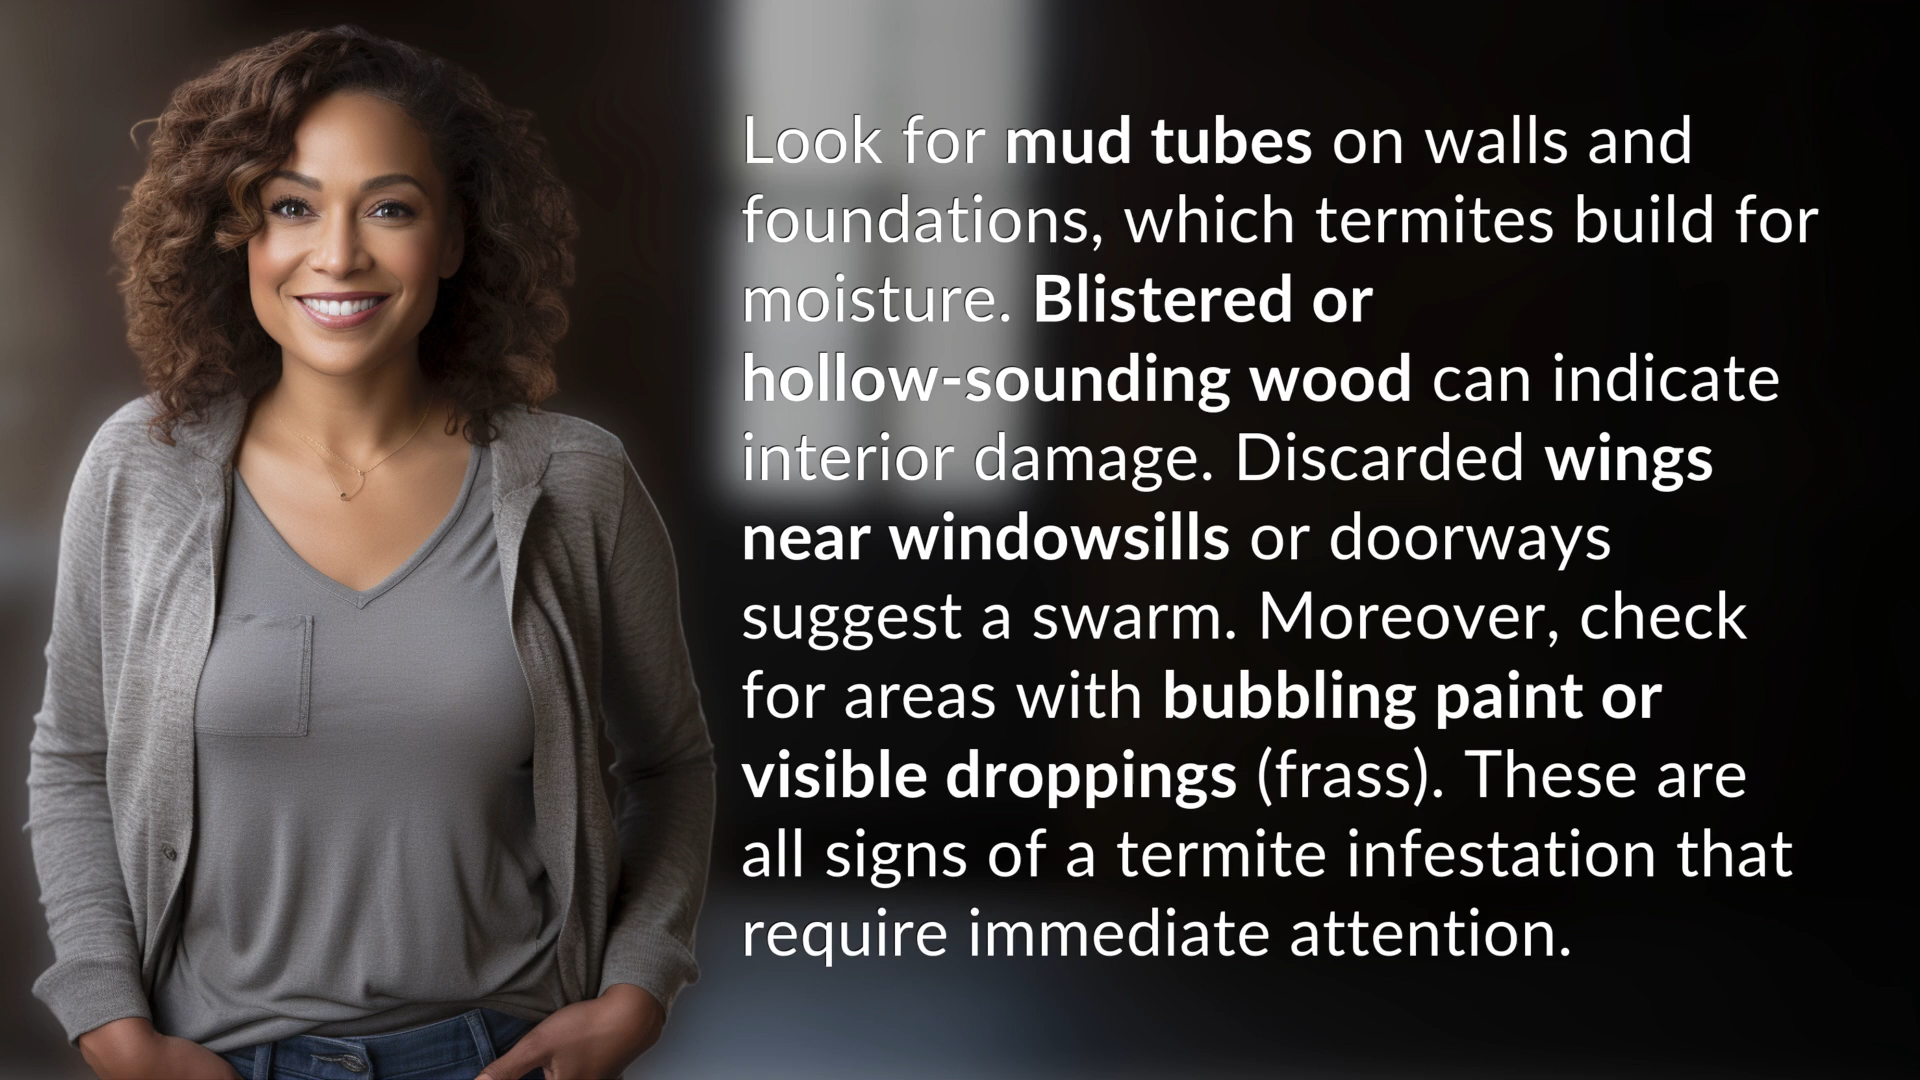 Look for mud tubes on walls and
foundations, which termites build for
moisture. Blistered or
hollow-sounding wood can indicate
interior damage. Discarded wings
near windowsills or doorways
suggest a swarm. Moreover, check
for areas with bubbling paint or
visible droppings (frass). These are
all signs of a termite infestation that
require immediate attention.